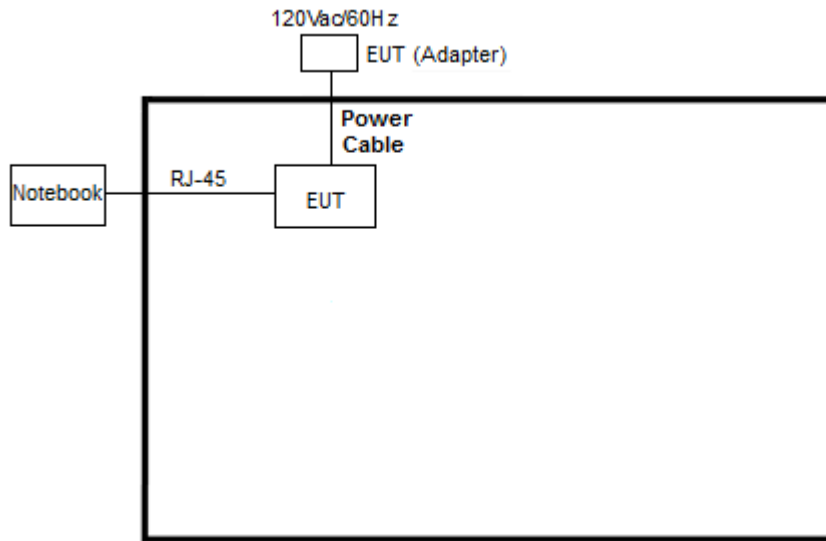 120Vac/60Hz
EUT (Adapter)
Power
Cable
Notebook
RJ-45
EUT